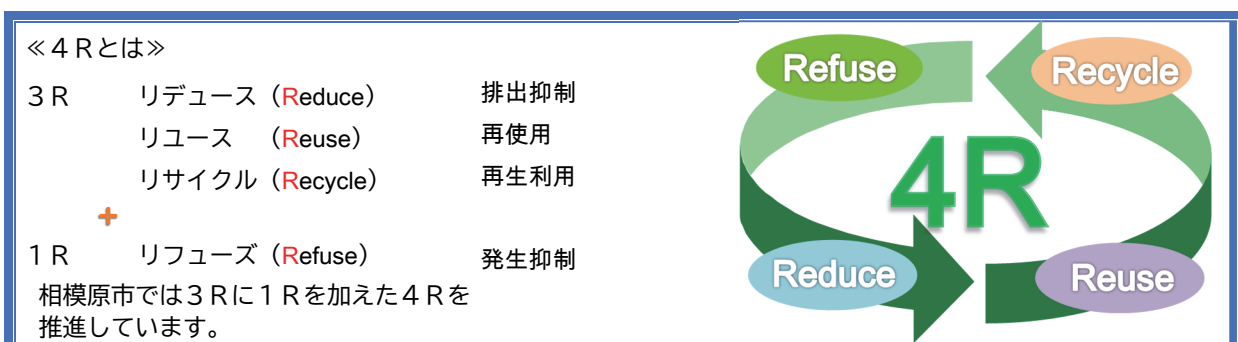 ≪４Ｒとは≫
３Ｒ リデュース（Reduce） 排出抑制
リユース （Reuse） 再使用
リサイクル（Recycle） 再生利用
+
１Ｒ リフューズ（Refuse） 発生抑制
相模原市では３Ｒに１Ｒを加えた４Ｒを
推進しています。
Refuse
Recycle
4R
Reduce
Reuse